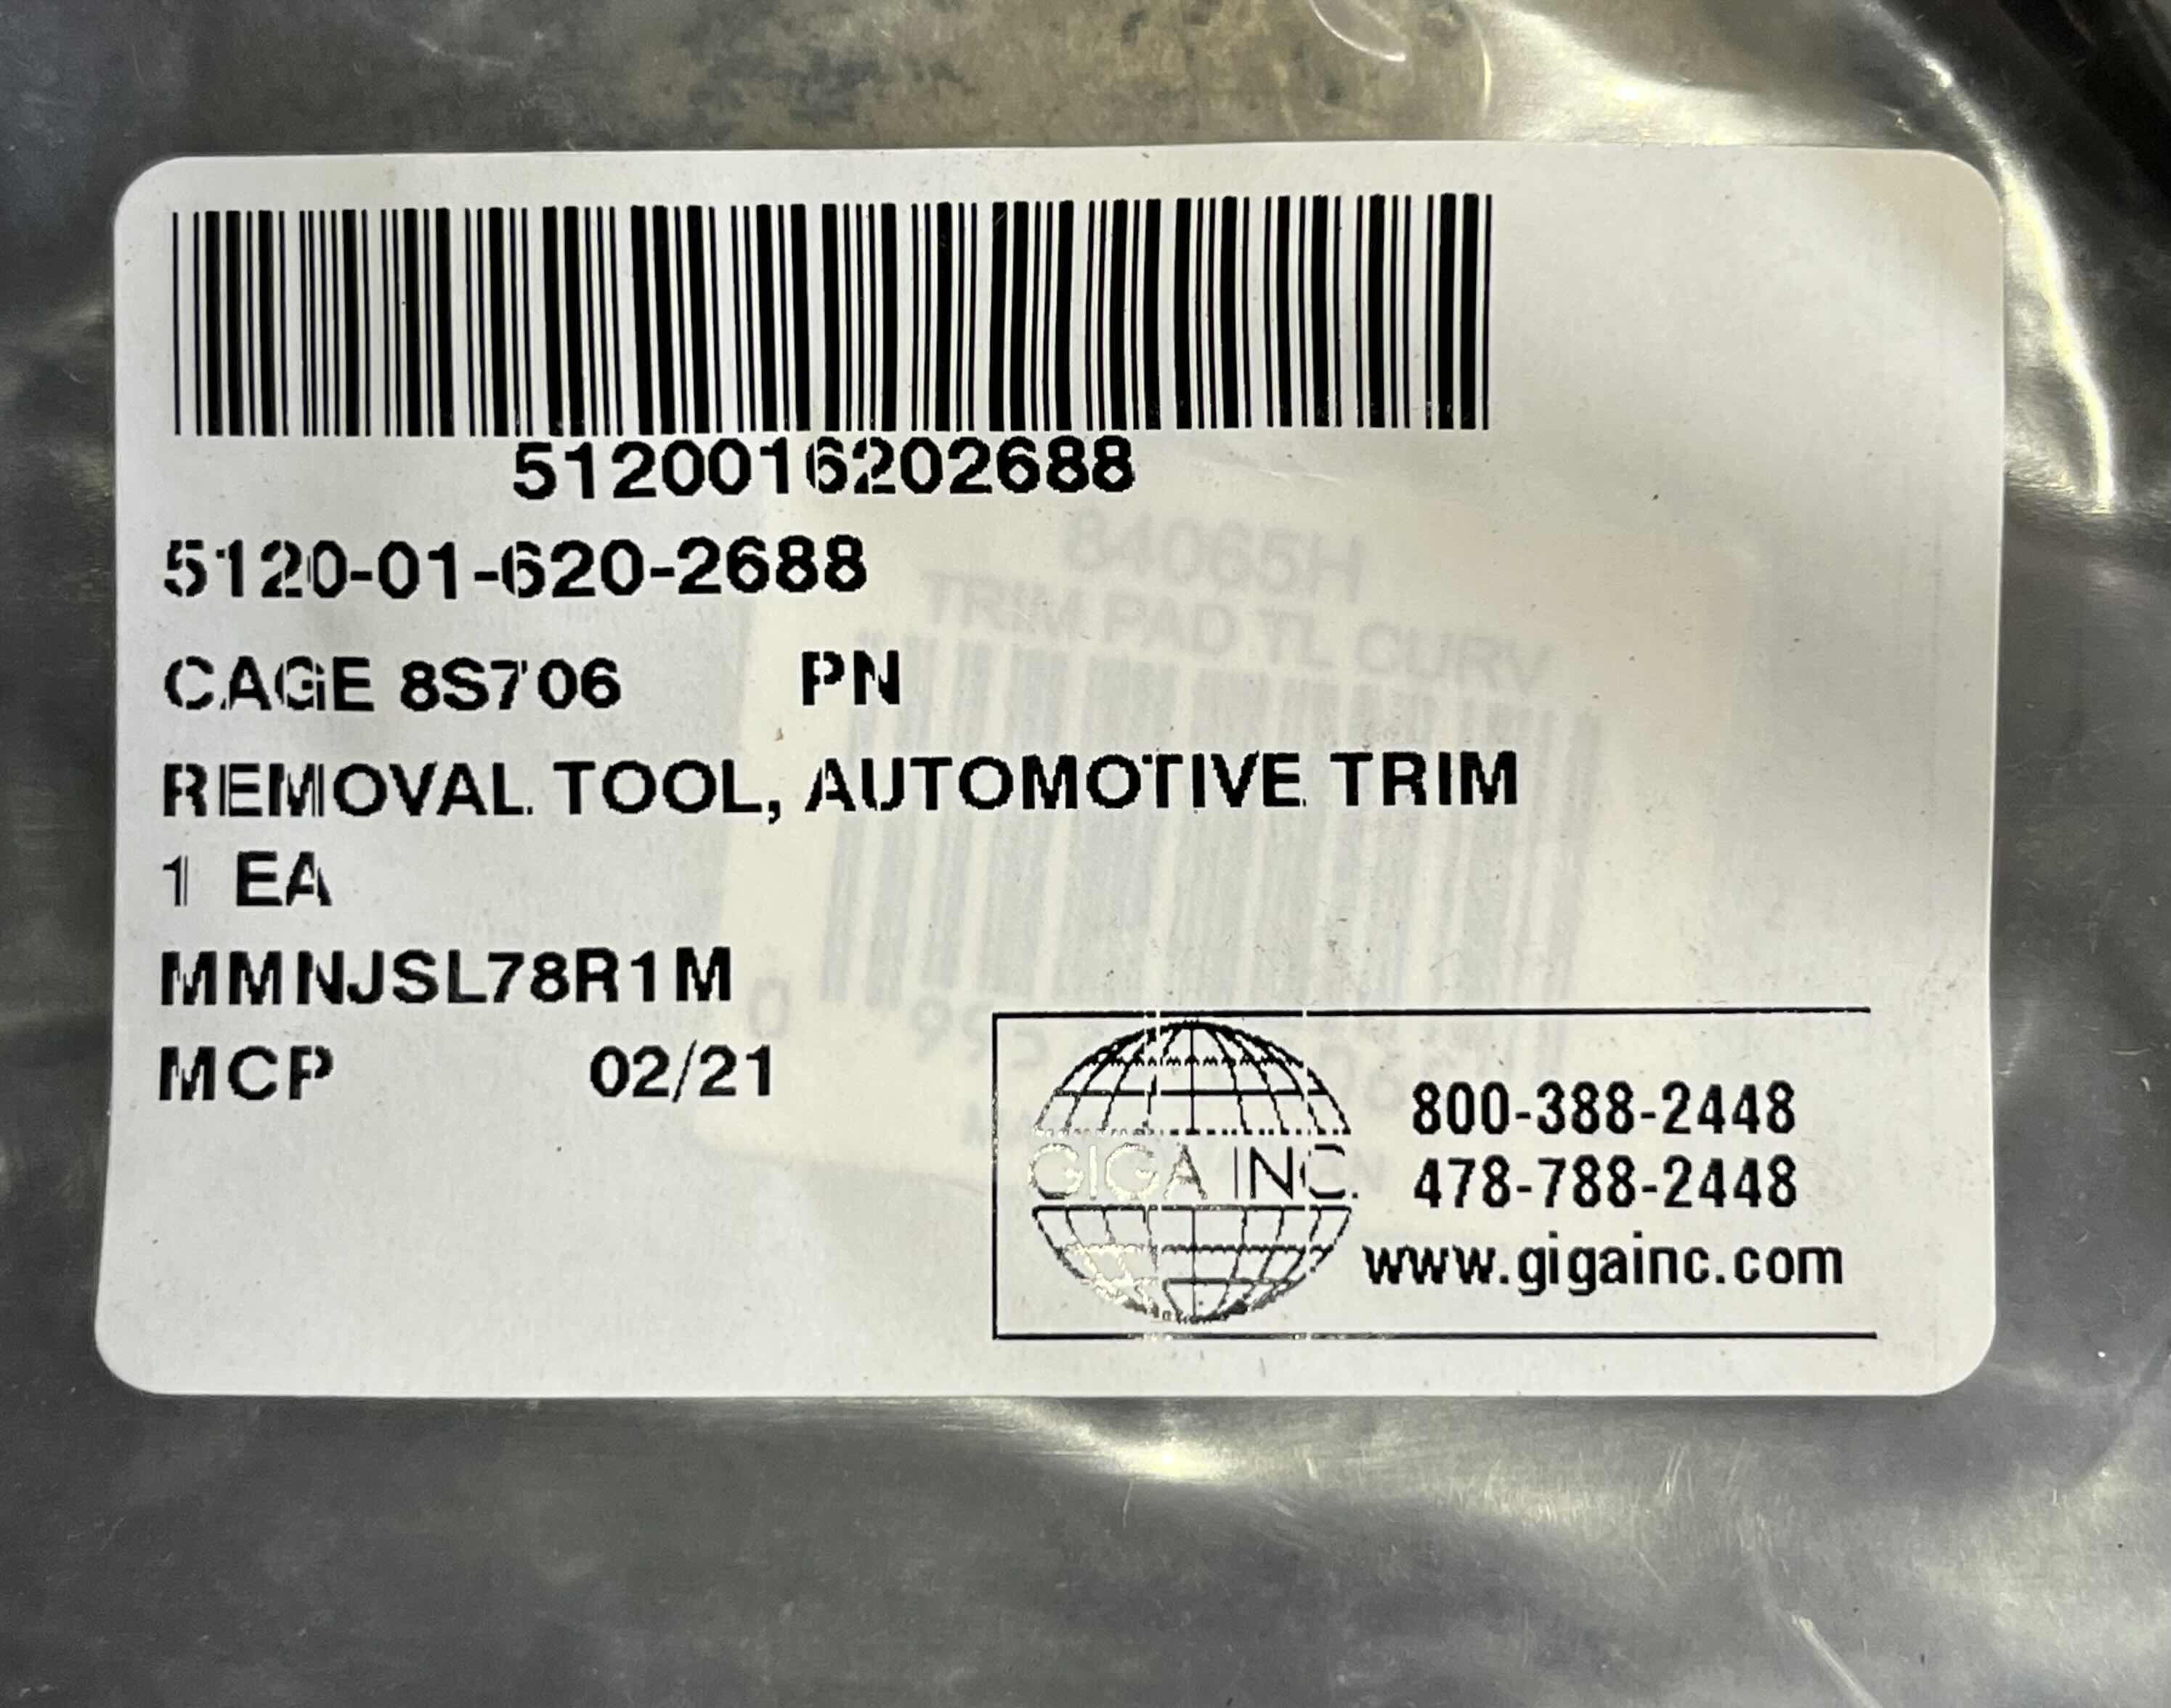 5120016202688
5120-01-620-2688
84065H
TRIM PAD TL CURV
CAGE 8S706 PN
REMOVAL TOOL, AUTOMOTIVE TRIM
1 EA
MMNJSL78R1M
MCP 02/21
GIGA INC.
800-388-2448
478-788-2448
www.gigainc.com